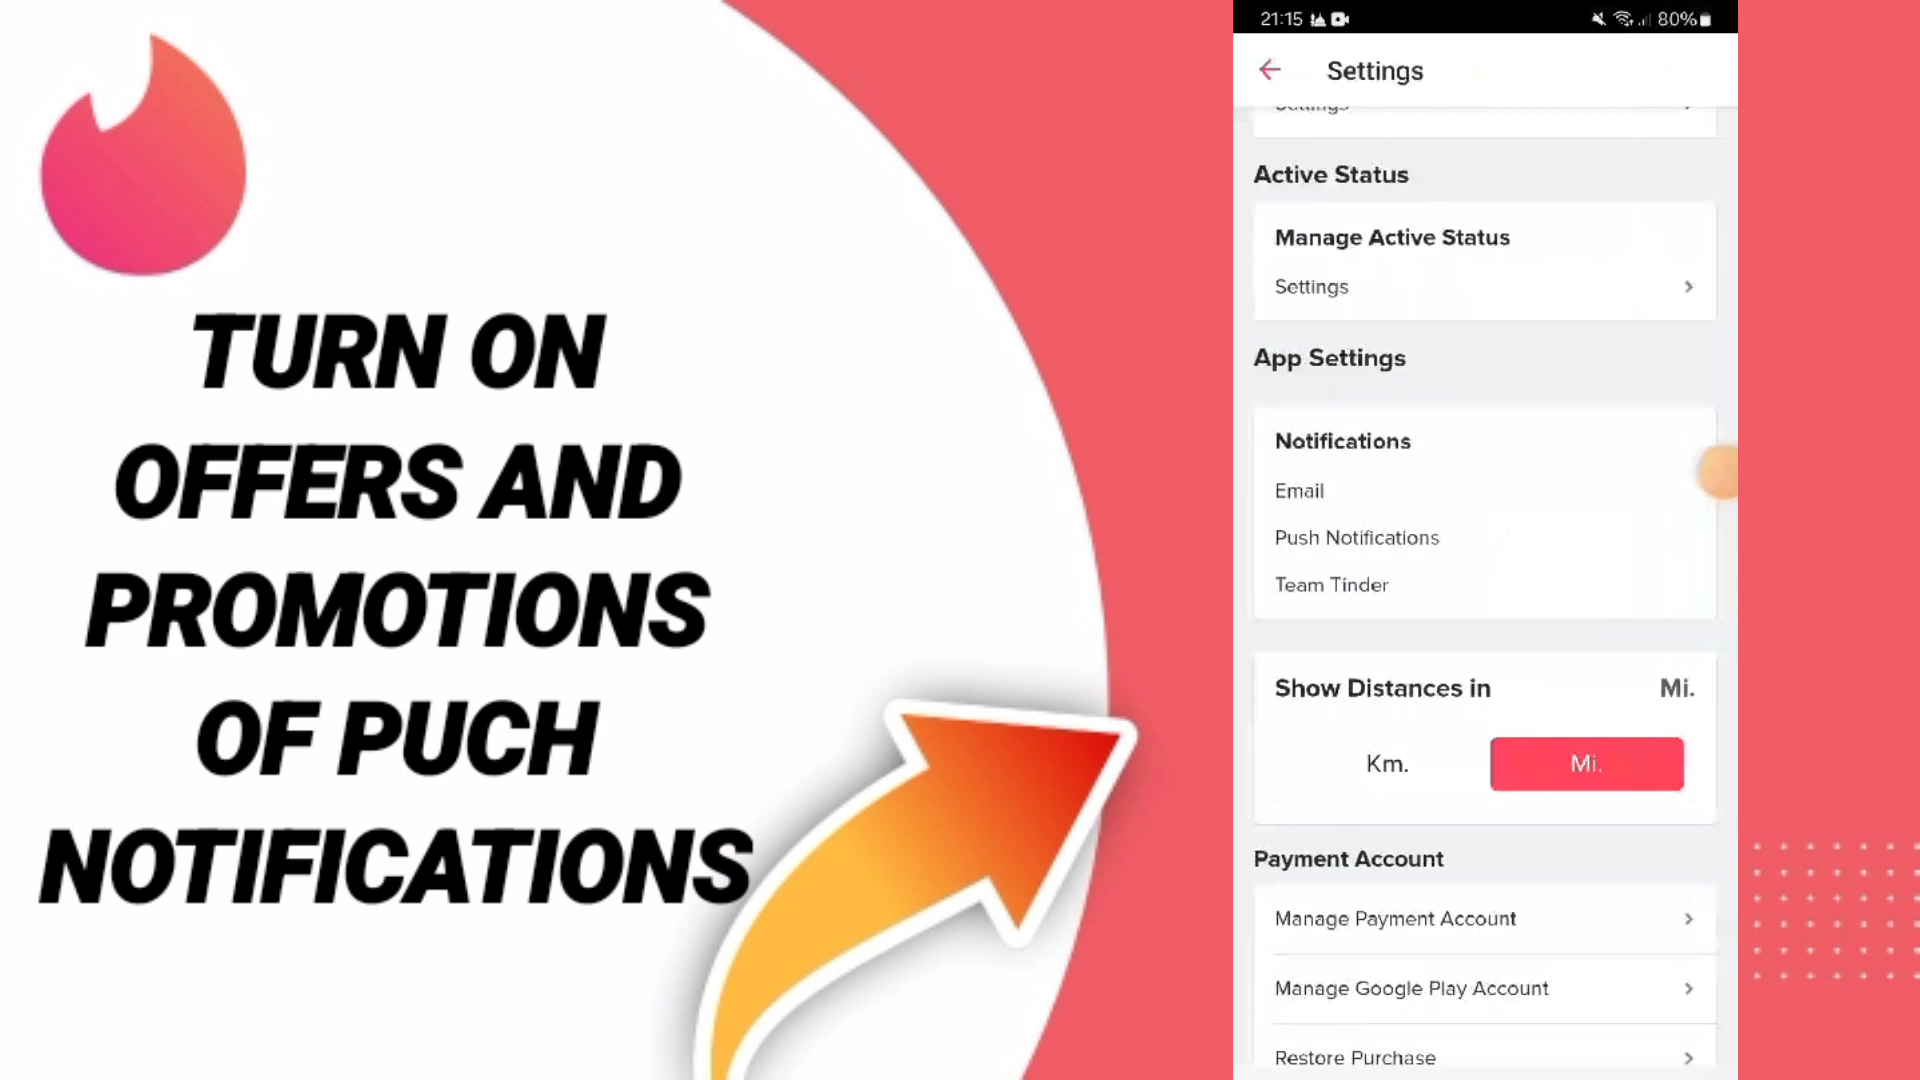 TURN ON
OFFERS AND
PROMOTIONS
OF PUCH
NOTIFICATIONS
21:15
80%
Settings
Settings
Active Status
Manage Active Status
Settings
App Settings
Notifications
Email
Push Notifications
Team Tinder
Show Distances in Mi.
Km. Mi.
Payment Account
Manage Payment Account
Manage Google Play Account
Restore Purchase